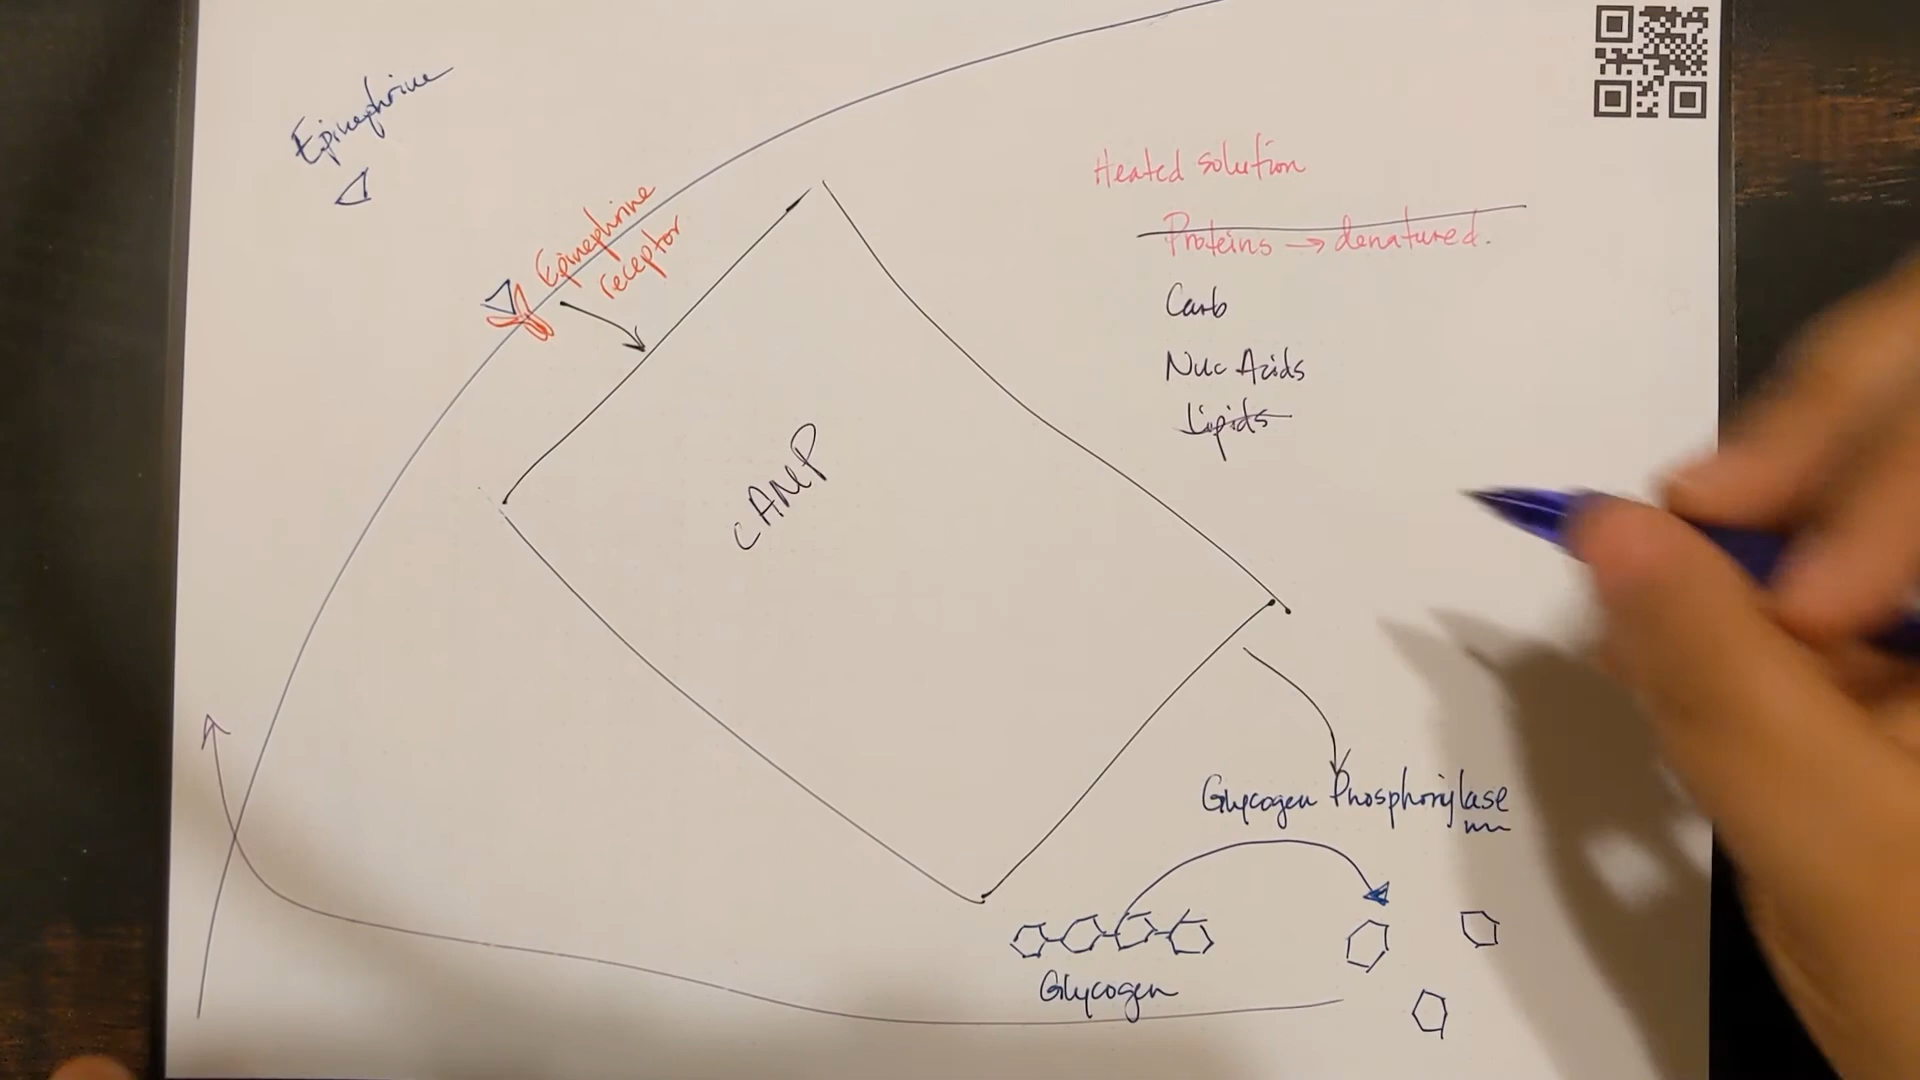 Epinephrine
Epinephrine
receptor
Heated solution
Proteins → denatured.
Carb
Nuc Acids
Lipids
cAMP
Glycogen Phosphorylase
Glycogen